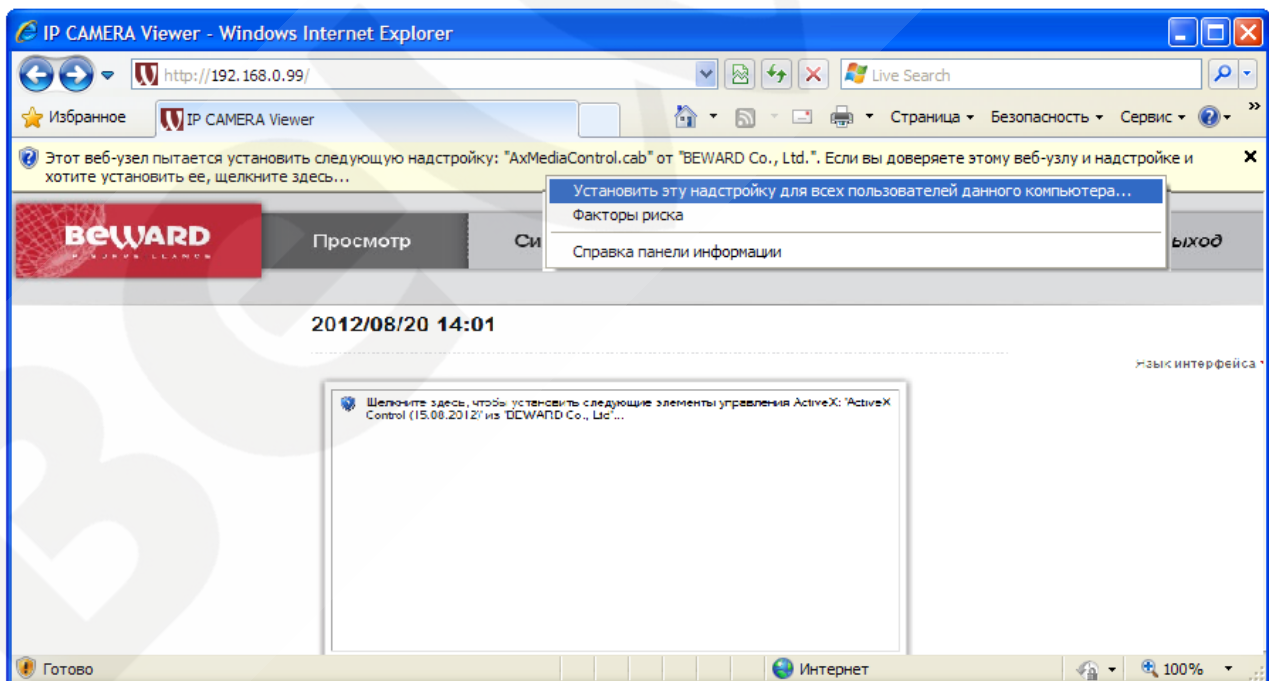 IP CAMERA Viewer - Windows Internet Explorer
http://192.168.0.99/
Live Search
Избранное
IP CAMERA Viewer
Страница
Безопасность
Сервис
Этот веб-узел пытается установить следующую надстройку: "AxMediaControl.cab" от "BEWARD Co., Ltd.". Если вы доверяете этому веб-узлу и надстройке и
хотите установить ее, щелкните здесь...
Установить эту надстройку для всех пользователей данного компьютера...
Факторы риска
Справка панели информации
BEWARD
Просмотр
Си
ыход
2012/08/20 14:01
Язык интерфейса
Щелкните здесь, чтобы установить следующие элементы управления ActiveX: 'ActiveX
Control (15.08.2012)' из 'BEWARD Co., Ltd'...
Готово
Интернет
100%